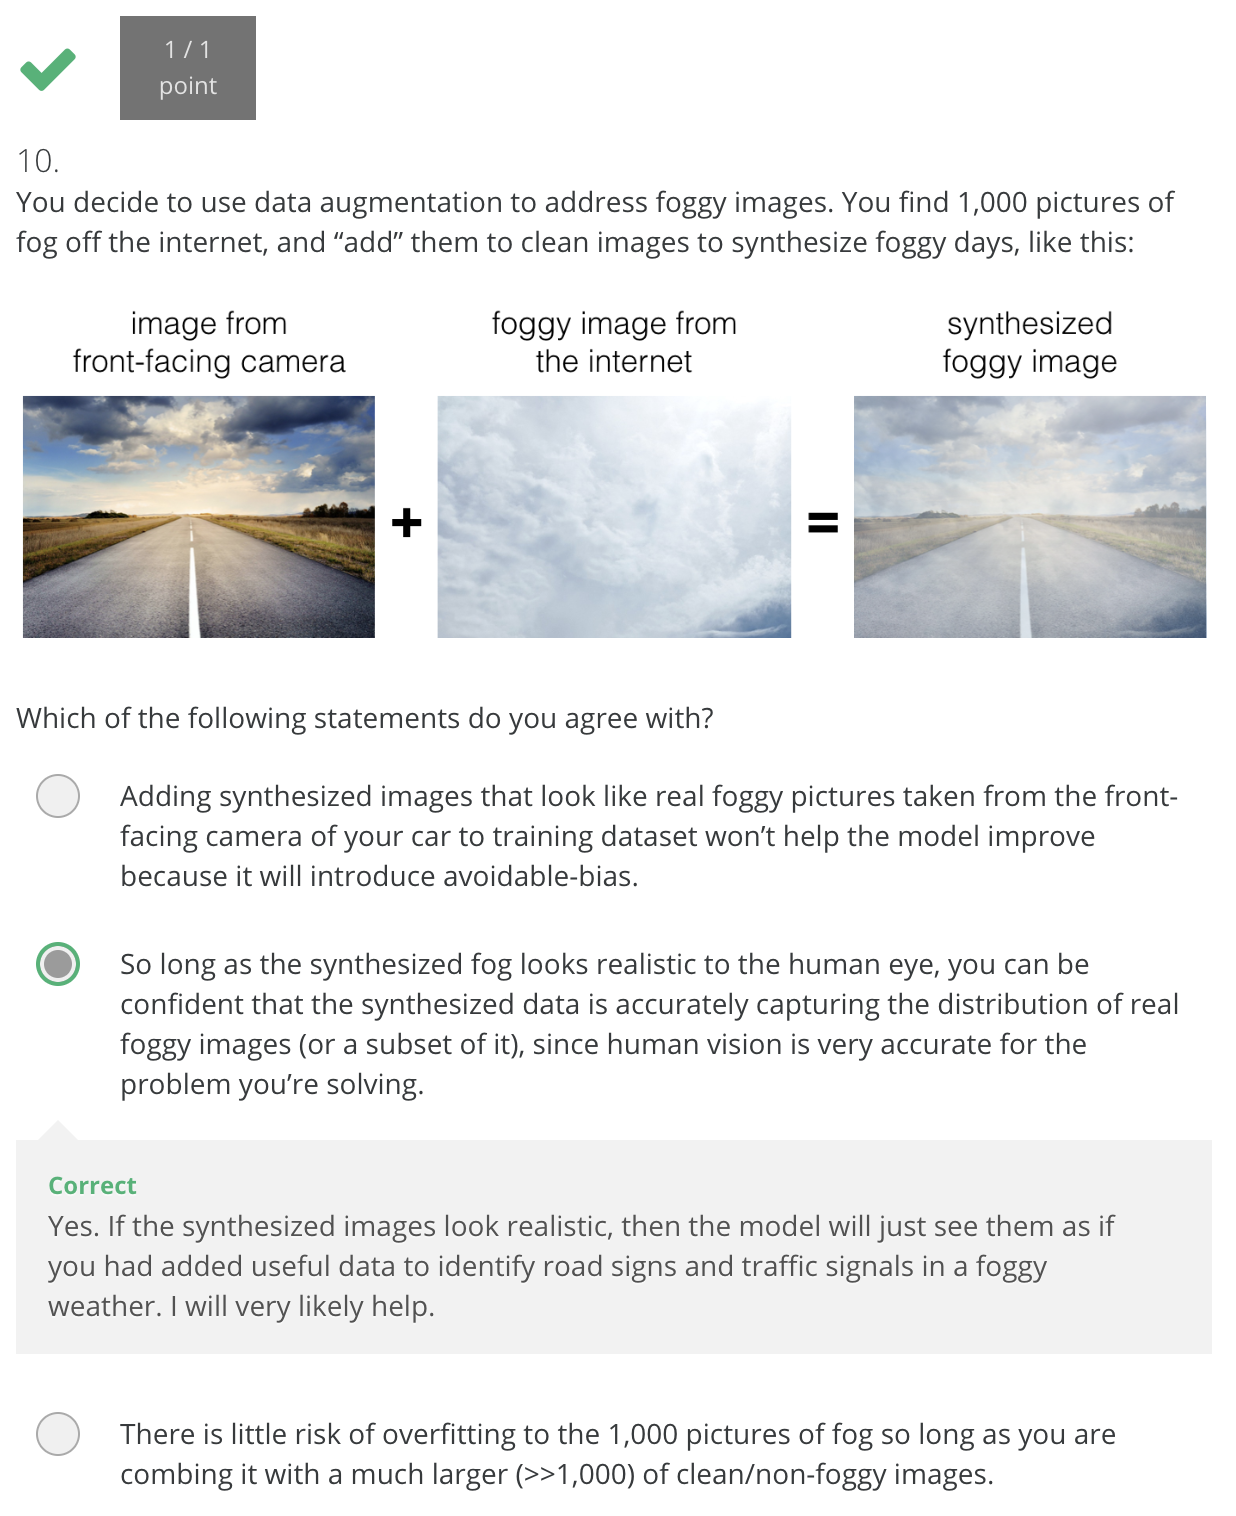 1 / 1
point
10.
You decide to use data augmentation to address foggy images. You find 1,000 pictures of
fog off the internet, and “add” them to clean images to synthesize foggy days, like this:
image from
front-facing camera
foggy image from
the internet
synthesized
foggy image
+
=
Which of the following statements do you agree with?
Adding synthesized images that look like real foggy pictures taken from the front-
facing camera of your car to training dataset won’t help the model improve
because it will introduce avoidable-bias.
So long as the synthesized fog looks realistic to the human eye, you can be
confident that the synthesized data is accurately capturing the distribution of real
foggy images (or a subset of it), since human vision is very accurate for the
problem you’re solving.
Correct
Yes. If the synthesized images look realistic, then the model will just see them as if
you had added useful data to identify road signs and traffic signals in a foggy
weather. I will very likely help.
There is little risk of overfitting to the 1,000 pictures of fog so long as you are
combing it with a much larger (>>1,000) of clean/non-foggy images.